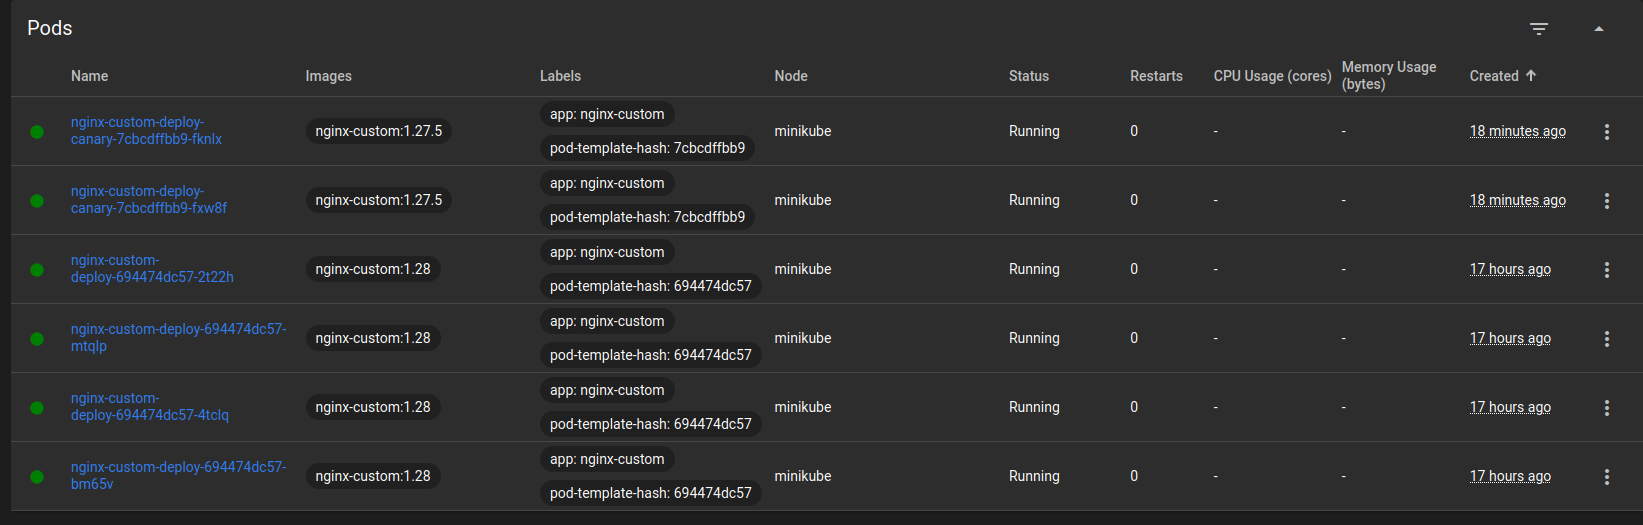 Pods
Name Images Labels Node Status Restarts CPU Usage (cores) Memory Usage (bytes) Created
nginx-custom-deploy-
canary-7cbcdffbb9-fknlx
nginx-custom:1.27.5
app: nginx-custom
pod-template-hash: 7cbcdffbb9
minikube
Running
0
-
-
18 minutes ago
nginx-custom-deploy-
canary-7cbcdffbb9-fxw8f
nginx-custom:1.27.5
app: nginx-custom
pod-template-hash: 7cbcdffbb9
minikube
Running
0
-
-
18 minutes ago
nginx-custom-
deploy-694474dc57-2t22h
nginx-custom:1.28
app: nginx-custom
pod-template-hash: 694474dc57
minikube
Running
0
-
-
17 hours ago
nginx-custom-deploy-694474dc57-
mtqlp
nginx-custom:1.28
app: nginx-custom
pod-template-hash: 694474dc57
minikube
Running
0
-
-
17 hours ago
nginx-custom-
deploy-694474dc57-4tclq
nginx-custom:1.28
app: nginx-custom
pod-template-hash: 694474dc57
minikube
Running
0
-
-
17 hours ago
nginx-custom-deploy-694474dc57-
bm65v
nginx-custom:1.28
app: nginx-custom
pod-template-hash: 694474dc57
minikube
Running
0
-
-
17 hours ago